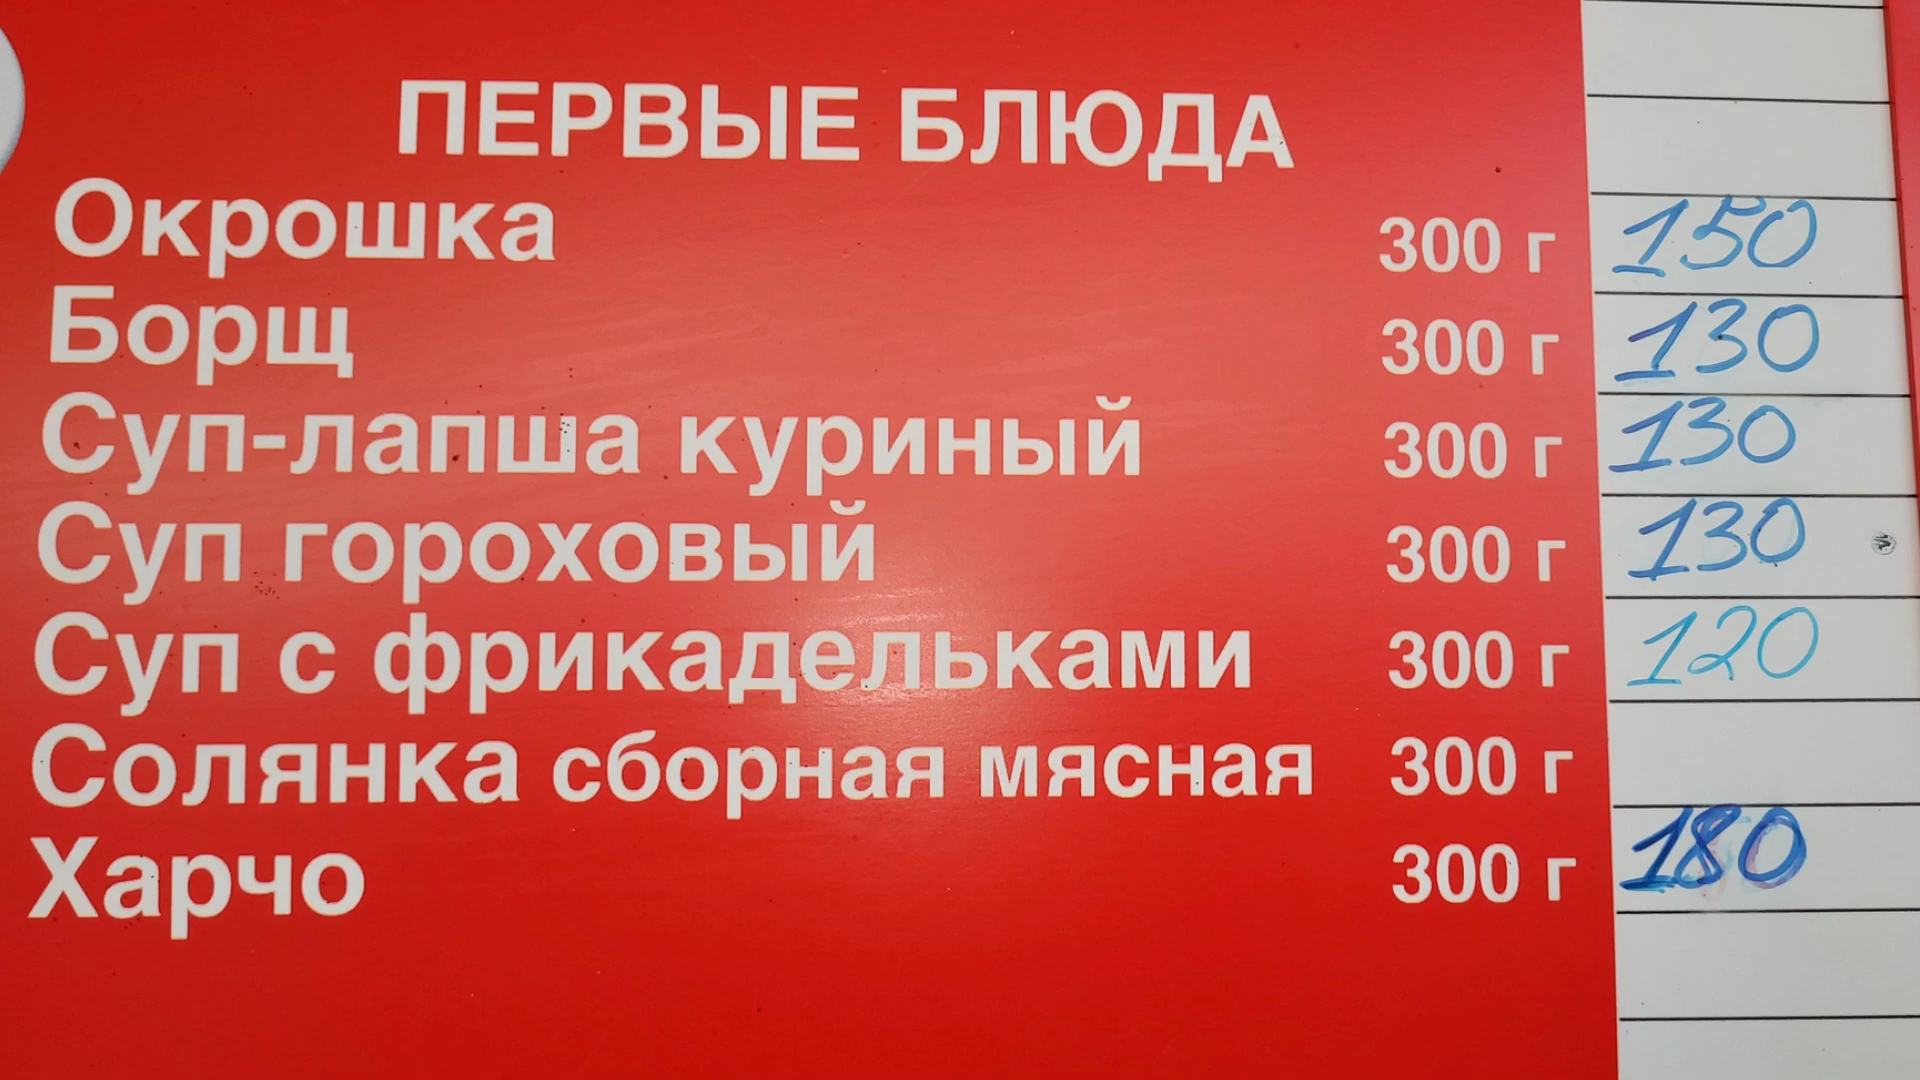 ПЕРВЫЕ БЛЮДА
Окрошка 300 г 150
Борщ 300 г 130
Суп-лапша куриный 300 г 130
Суп гороховый 300 г 130
Суп с фрикадельками 300 г 120
Солянка сборная мясная 300 г
Харчо 300 г 180